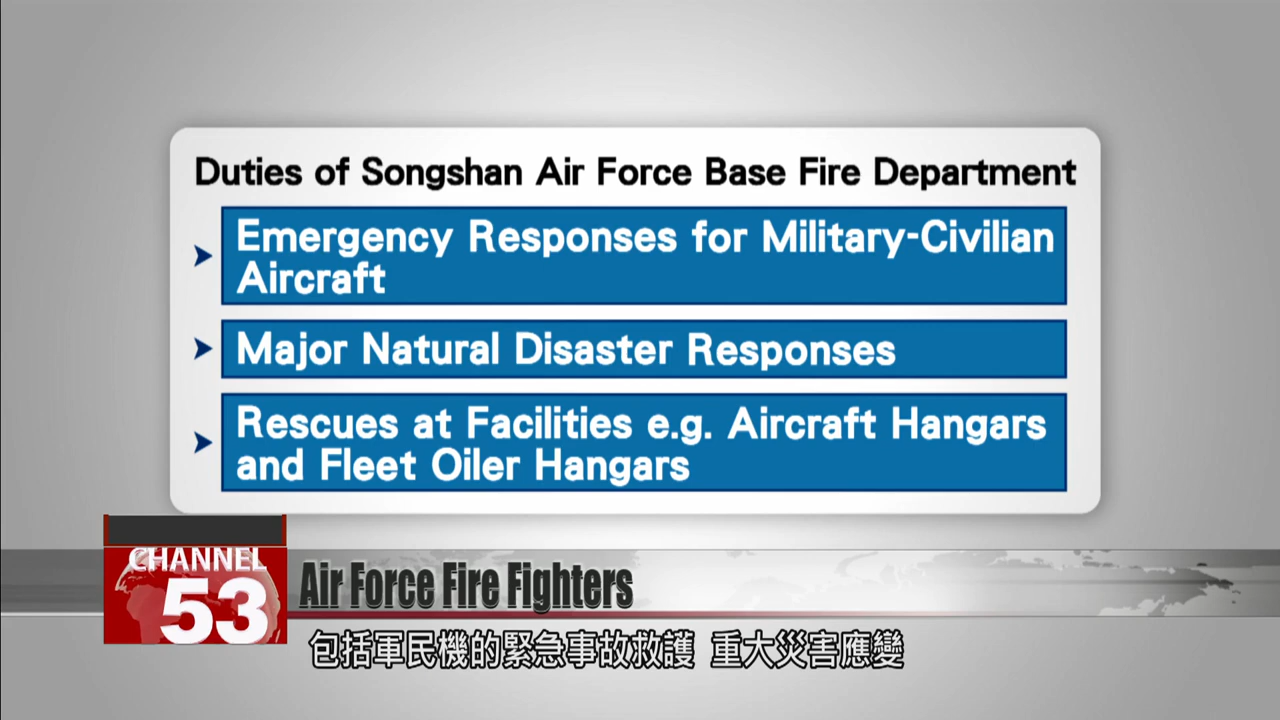 Duties of Songshan Air Force Base Fire Department
Emergency Responses for Military-Civilian
Aircraft
Major Natural Disaster Responses
Rescues at Facilities e.g. Aircraft Hangars
and Fleet Oiler Hangars
CHANNEL
53
Air Force Fire Fighters
包括軍民機的緊急事故救護 重大災害應變